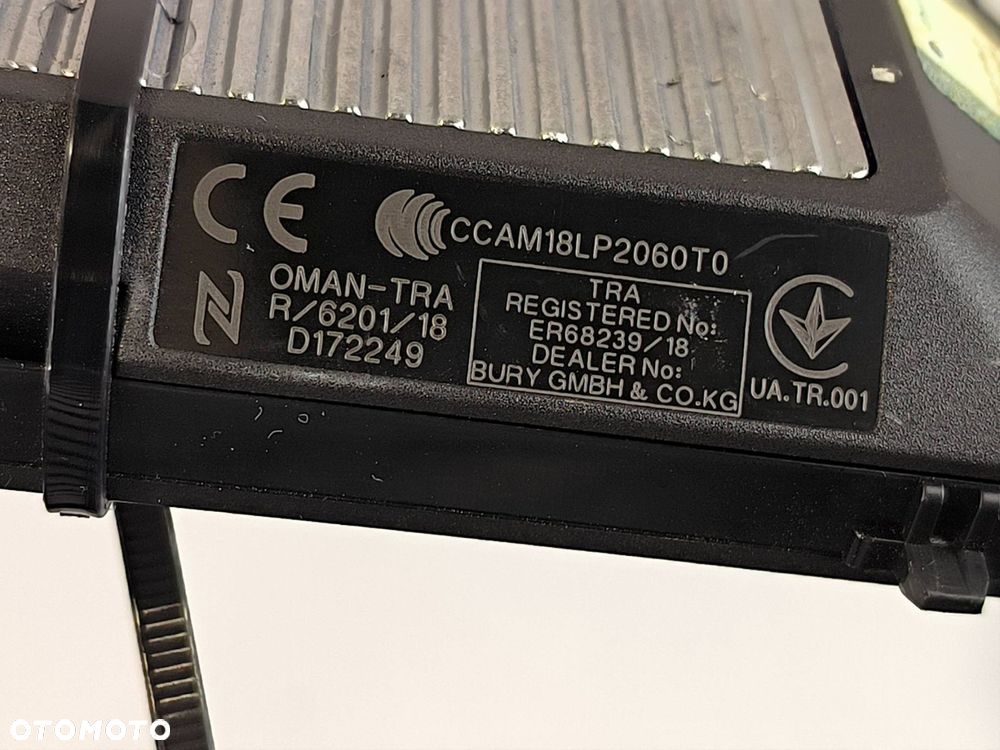 CE
CCAM18LP2060T0
OMAN-TRA
R/6201/18
D172249
TRA
REGISTERED No:
ER68239/18
DEALER No:
BURY GMBH & CO.KG
UA.TR.001
OTOMOTO